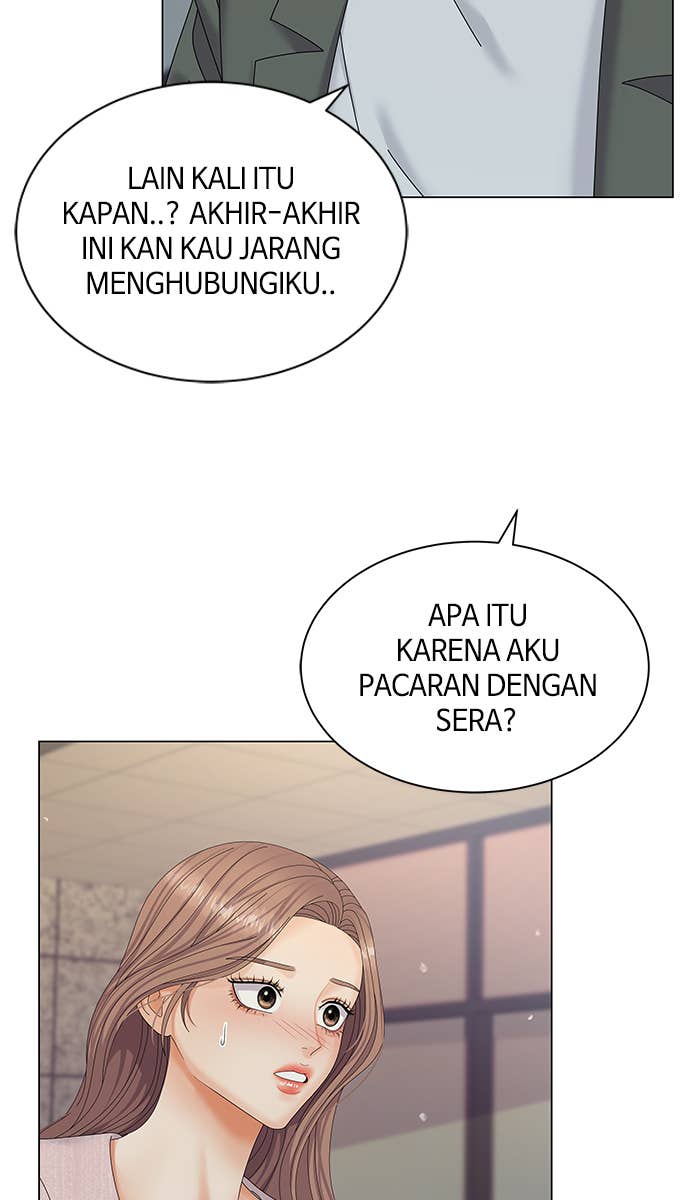 LAIN KALI ITU
KAPAN..? AKHIR-AKHIR
INI KAN KAU JARANG
MENGHUBUNGIKU..
APA ITU
KARENA AKU
PACARAN DENGAN
SERA?